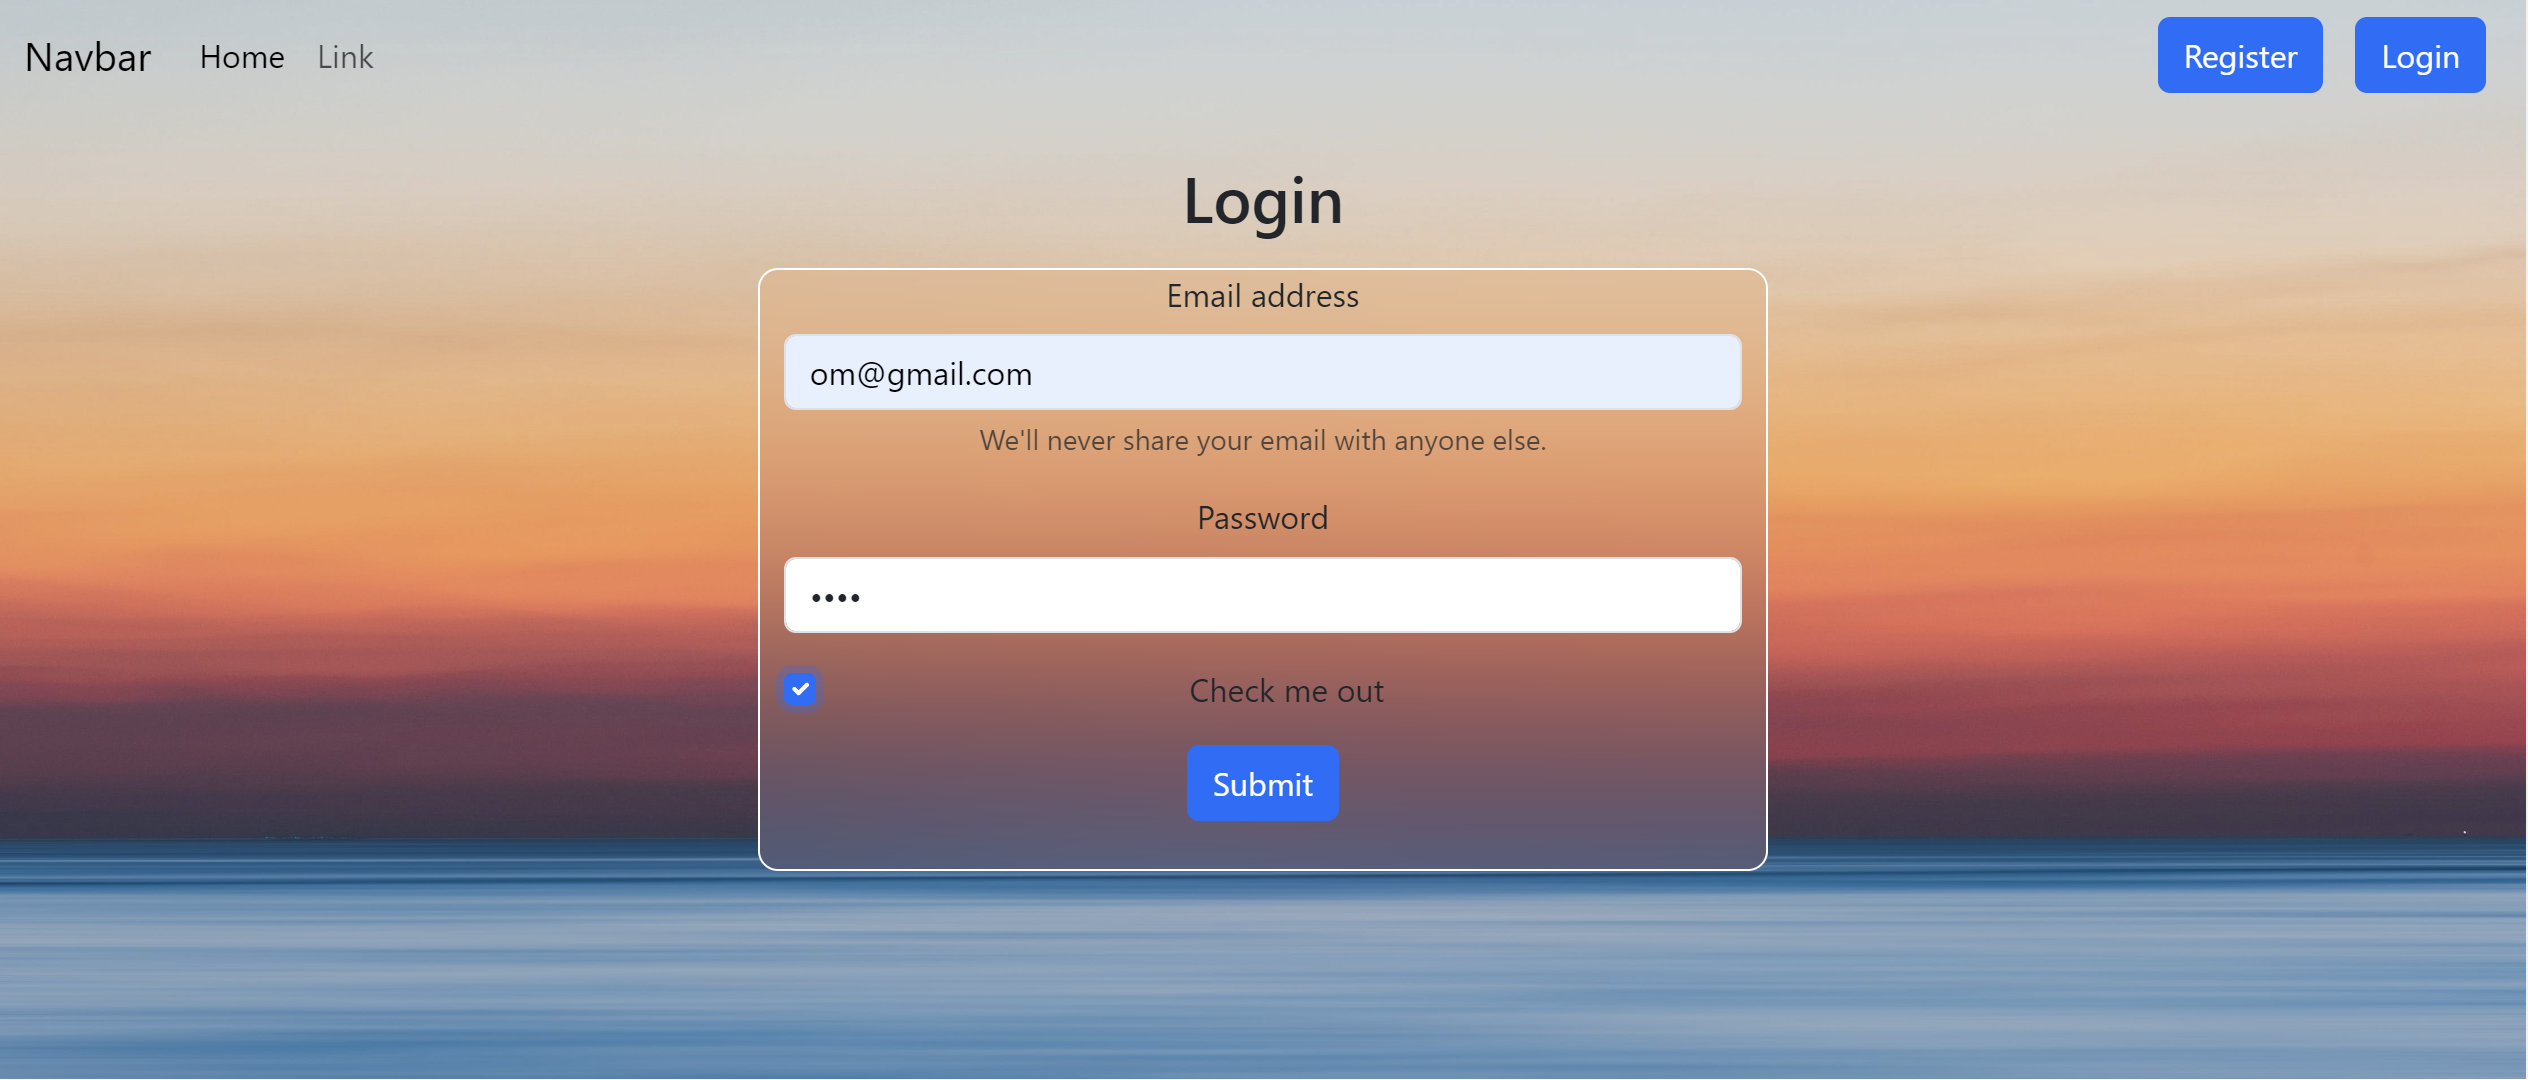 Navbar Home Link Register Login
Login
Email address
om@gmail.com
We'll never share your email with anyone else.
Password
••••
Check me out
Submit